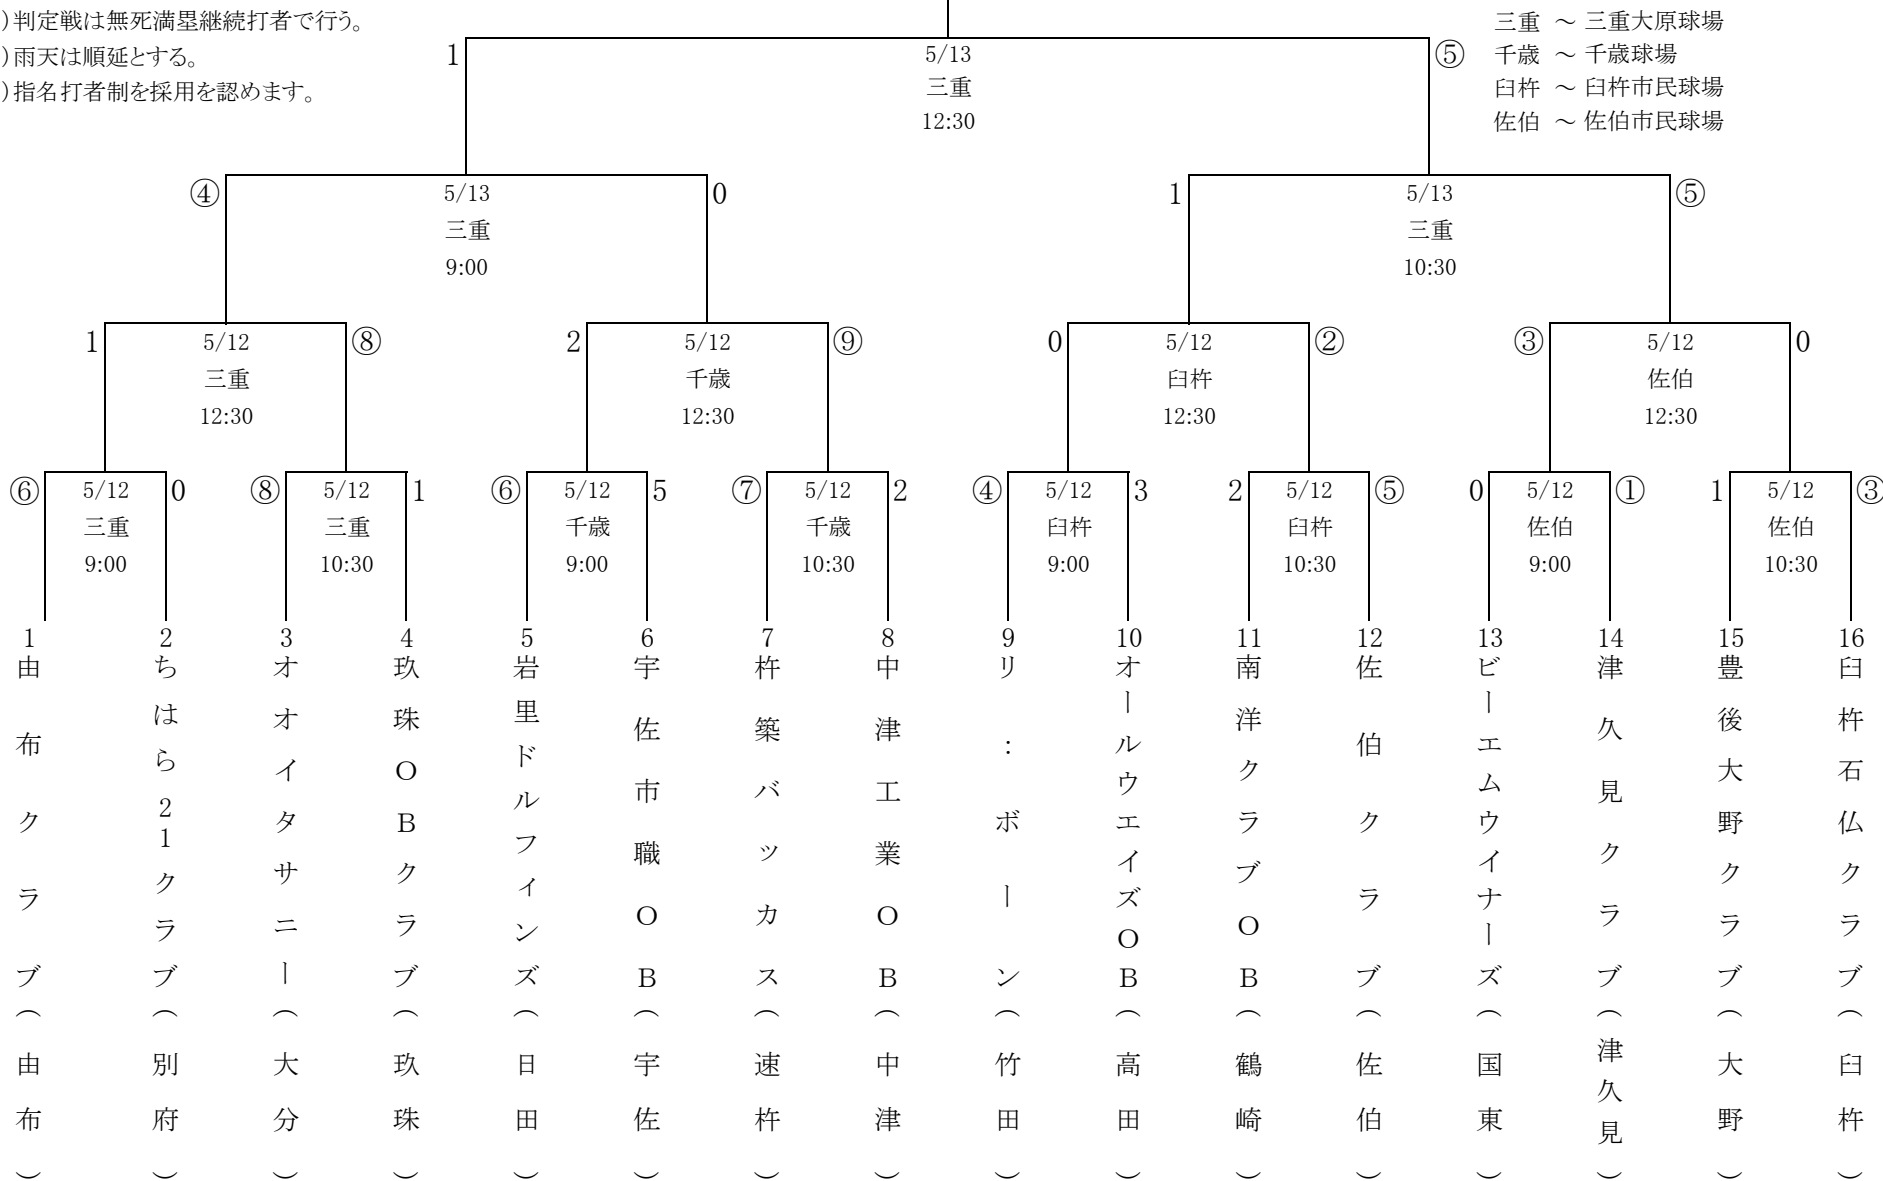 )判定戦は無死満塁継続打者で行う。
)雨天は順延とする。
)指名打者制を採用を認めます。
三重 ～ 三重大原球場
千歳 ～ 千歳球場
臼杵 ～ 臼杵市民球場
佐伯 ～ 佐伯市民球場
1 5/13 ⑤
三重
12:30
④ 5/13 0
三重
9:00
1 5/13 ⑤
三重
10:30
1 5/12 ⑧
三重
12:30
2 5/12 ⑨
千歳
12:30
0 5/12 ②
臼杵
12:30
③ 5/12 0
佐伯
12:30
⑥ 5/12 0
三重
9:00
⑧ 5/12 1
三重
10:30
⑥ 5/12 5
千歳
9:00
⑦ 5/12 2
千歳
10:30
④ 5/12 3
臼杵
9:00
2 5/12 ⑤
臼杵
10:30
0 5/12 ①
佐伯
9:00
1 5/12 ③
佐伯
10:30
1
由布クラブ(由布)
2
ちはら21クラブ(別府)
3
オオイタサニー(大分)
4
玖珠OBクラブ(玖珠)
5
岩里ドルフィンズ(日田)
6
宇佐市職OB(宇佐)
7
杵築バッカス(速杵)
8
中津工業OB(中津)
9
リ:ボーン(竹田)
10
オールウエイズOB(高田)
11
南洋クラブOB(鶴崎)
12
佐伯クラブ(佐伯)
13
ビーエムウイナーズ(国東)
14
津久見クラブ(津久見)
15
豊後大野クラブ(大野)
16
臼杵石仏クラブ(臼杵)